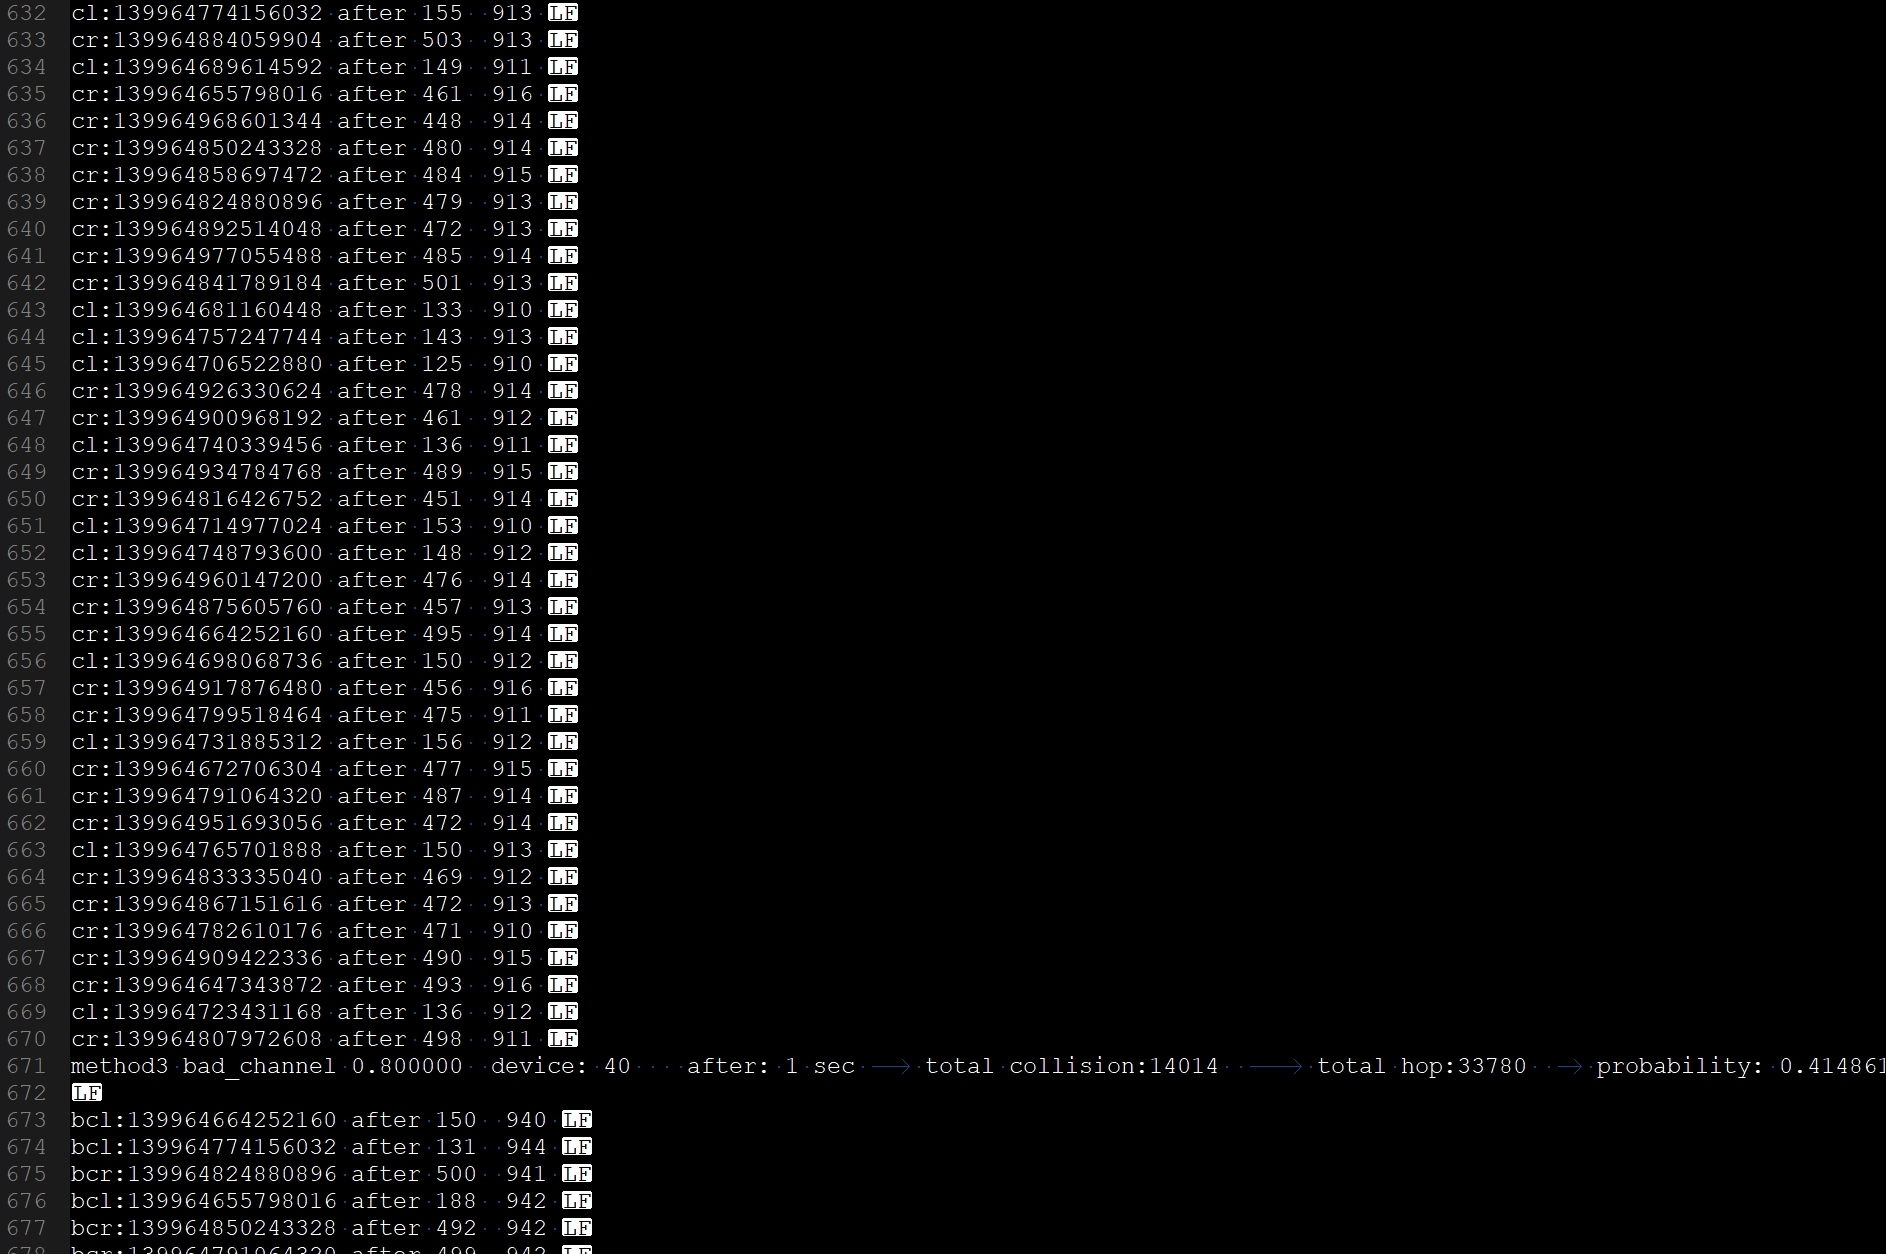 632 cl:139964774156032 after 155  913 LF
633 cr:139964884059904 after 503  913 LF
634 cl:139964689614592 after 149  911 LF
635 cr:139964655798016 after 461  916 LF
636 cr:139964968601344 after 448  914 LF
637 cr:139964850243328 after 480  914 LF
638 cr:139964858697472 after 484  915 LF
639 cr:139964824880896 after 479  913 LF
640 cr:139964892514048 after 472  913 LF
641 cr:139964977055488 after 485  914 LF
642 cr:139964841789184 after 501  913 LF
643 cl:139964681160448 after 133  910 LF
644 cl:139964757247744 after 143  913 LF
645 cl:139964706522880 after 125  910 LF
646 cr:139964926330624 after 478  914 LF
647 cr:139964900968192 after 461  912 LF
648 cl:139964740339456 after 136  911 LF
649 cr:139964934784768 after 489  915 LF
650 cr:139964816426752 after 451  914 LF
651 cl:139964714977024 after 153  910 LF
652 cl:139964748793600 after 148  912 LF
653 cr:139964960147200 after 476  914 LF
654 cr:139964875605760 after 457  913 LF
655 cr:139964664252160 after 495  914 LF
656 cl:139964698068736 after 150  912 LF
657 cr:139964917876480 after 456  916 LF
658 cr:139964799518464 after 475  911 LF
659 cl:139964731885312 after 156  912 LF
660 cr:139964672706304 after 477  915 LF
661 cr:139964791064320 after 487  914 LF
662 cr:139964951693056 after 472  914 LF
663 cl:139964765701888 after 150  913 LF
664 cr:139964833335040 after 469  912 LF
665 cr:139964867151616 after 472  913 LF
666 cr:139964782610176 after 471  910 LF
667 cr:139964909422336 after 490  915 LF
668 cr:139964647343872 after 493  916 LF
669 cl:139964723431168 after 136  912 LF
670 cr:139964807972608 after 498  911 LF
671 method3 bad_channel 0.800000  device: 40    after: 1 sec → total collision:14014  → total hop:33780  → probability: 0.414861
672 LF
673 bcl:139964664252160 after 150  940 LF
674 bcl:139964774156032 after 131  944 LF
675 bcr:139964824880896 after 500  941 LF
676 bcl:139964655798016 after 188  942 LF
677 bcr:139964850243328 after 492  942 LF
678 bcr:139964791064320 after 499  942 LF